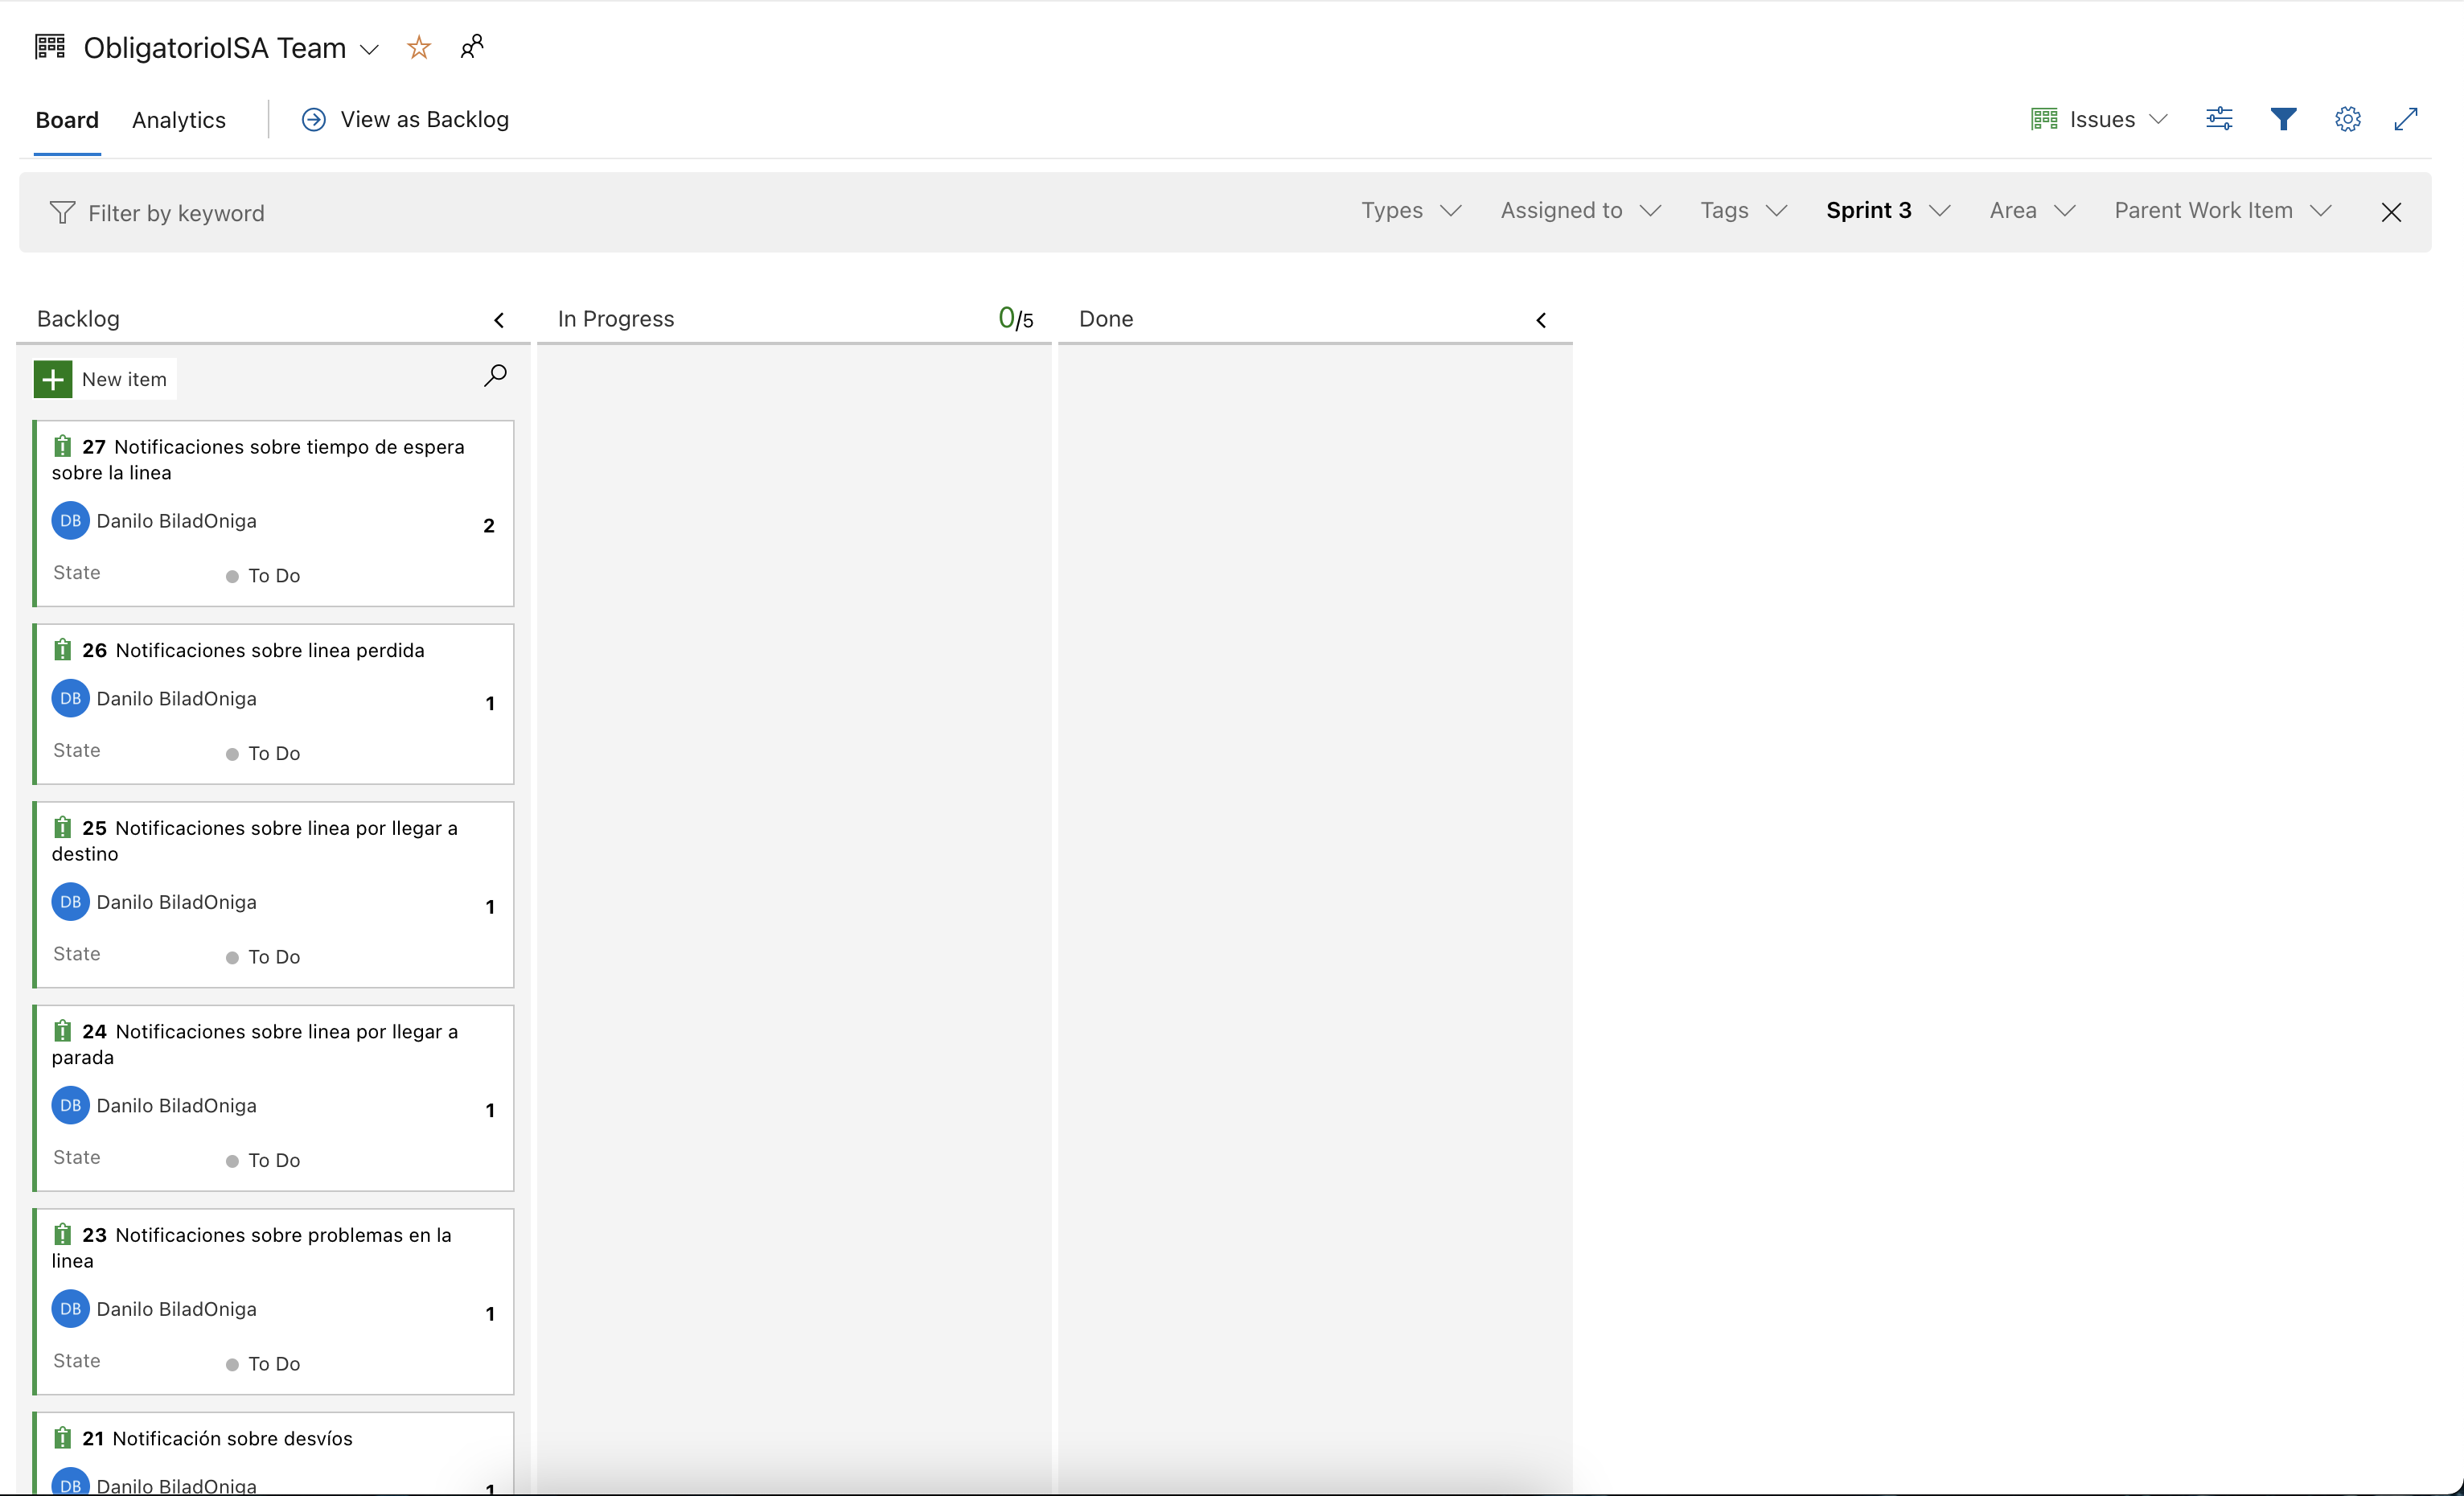 ObligatorioISA Team
Board
Analytics
View as Backlog
Issues
Filter by keyword
Types
Assigned to
Tags
Sprint 3
Area
Parent Work Item
Backlog
In Progress
0/5
Done
New item
27 Notificaciones sobre tiempo de espera
sobre la linea
DB Danilo BiladOniga
2
State
To Do
26 Notificaciones sobre linea perdida
DB Danilo BiladOniga
1
State
To Do
25 Notificaciones sobre linea por llegar a
destino
DB Danilo BiladOniga
1
State
To Do
24 Notificaciones sobre linea por llegar a
parada
DB Danilo BiladOniga
1
State
To Do
23 Notificaciones sobre problemas en la
linea
DB Danilo BiladOniga
1
State
To Do
21 Notificación sobre desvíos
DB Danilo BiladOniga
1